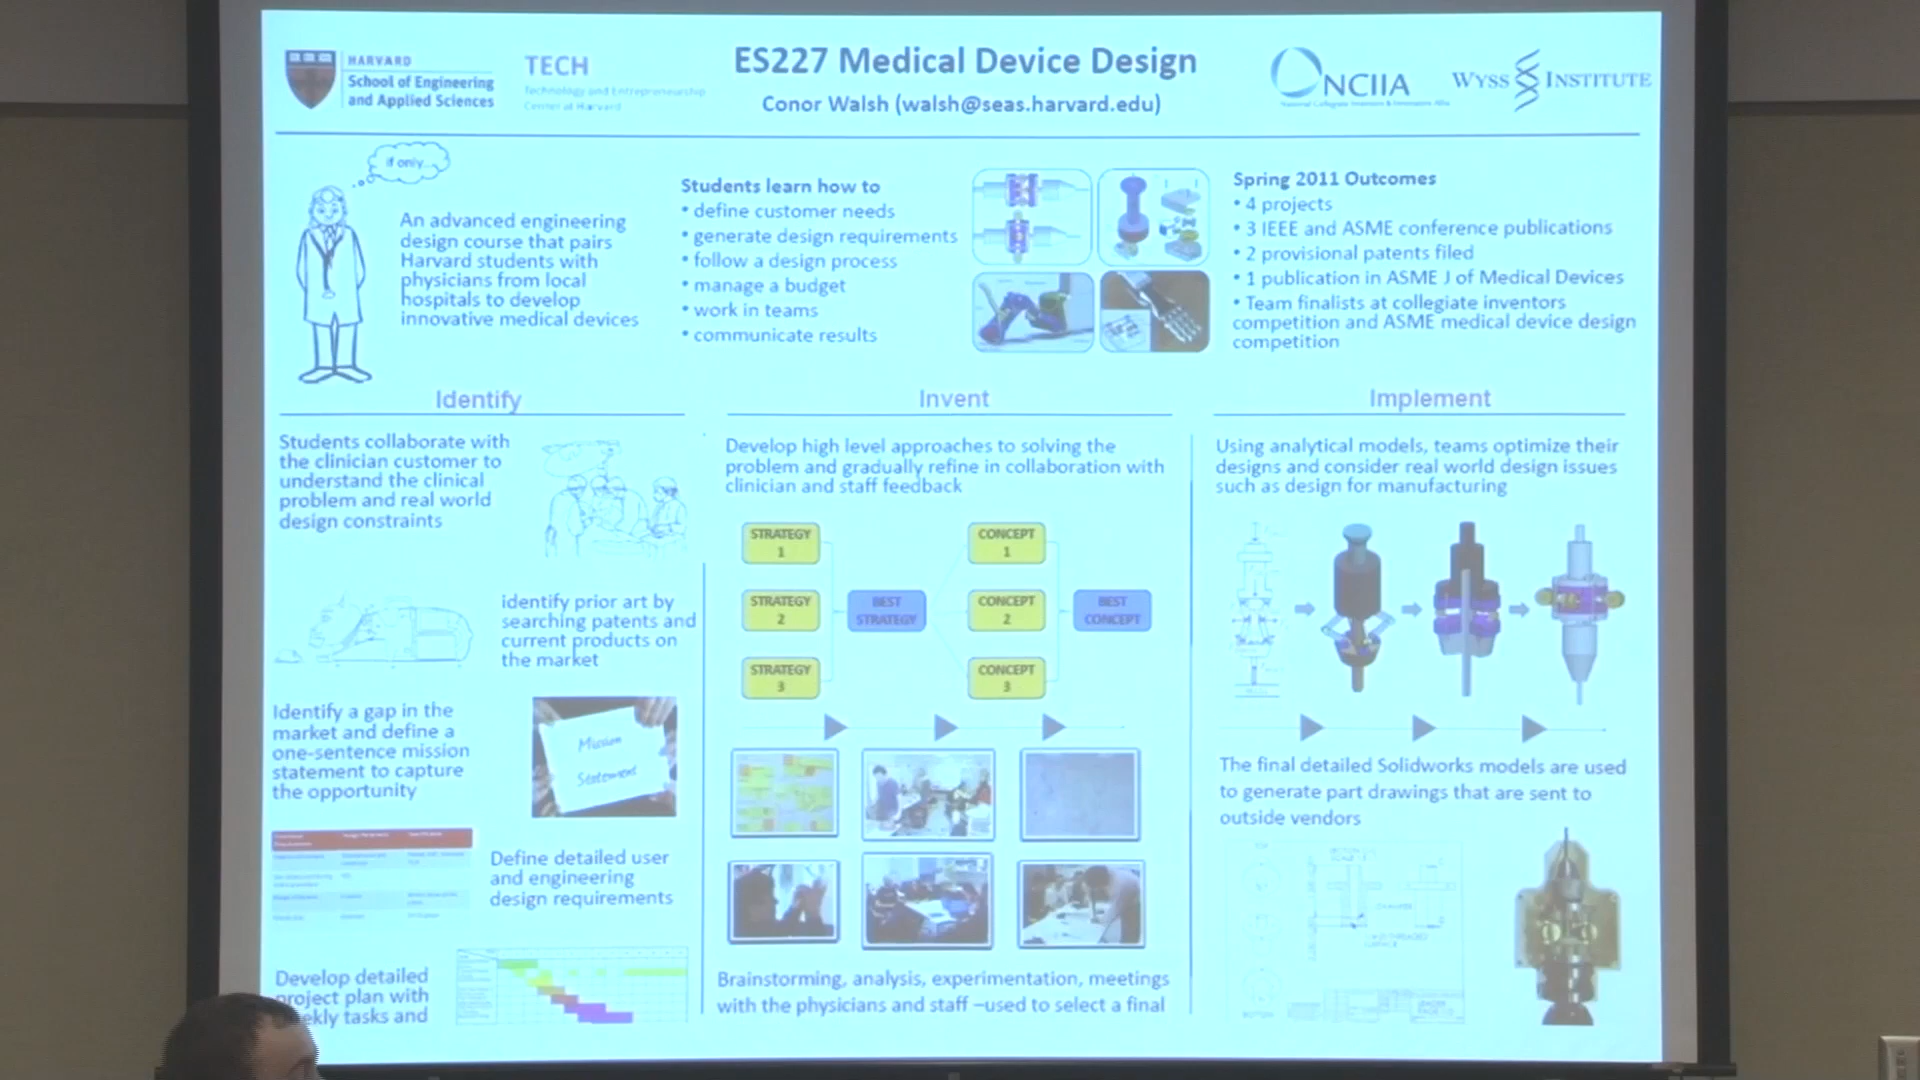 HARVARD
School of Engineering
and Applied Sciences
TECH
Technology and Entrepreneurship
Center at Harvard
ES227 Medical Device Design
Conor Walsh (walsh@seas.harvard.edu)
NCIIA
WYSS INSTITUTE
if only...
An advanced engineering
design course that pairs
Harvard students with
physicians from local
hospitals to develop
innovative medical devices
Students learn how to
• define customer needs
• generate design requirements
• follow a design process
• manage a budget
• work in teams
• communicate results
Spring 2011 Outcomes
• 4 projects
• 3 IEEE and ASME conference publications
• 2 provisional patents filed
• 1 publication in ASME J of Medical Devices
• Team finalists at collegiate inventors
competition and ASME medical device design
competition
Identify
Students collaborate with
the clinician customer to
understand the clinical
problem and real world
design constraints
identify prior art by
searching patents and
current products on
the market
Identify a gap in the
market and define a
one-sentence mission
statement to capture
the opportunity
Mission
Statement
Define detailed user
and engineering
design requirements
Develop detailed
project plan with
ekly tasks and
Invent
Develop high level approaches to solving the
problem and gradually refine in collaboration with
clinician and staff feedback
STRATEGY
1
STRATEGY
2
STRATEGY
3
BEST
STRATEGY
CONCEPT
1
CONCEPT
2
CONCEPT
3
BEST
CONCEPT
Brainstorming, analysis, experimentation, meetings
with the physicians and staff –used to select a final
Implement
Using analytical models, teams optimize their
designs and consider real world design issues
such as design for manufacturing
The final detailed Solidworks models are used
to generate part drawings that are sent to
outside vendors